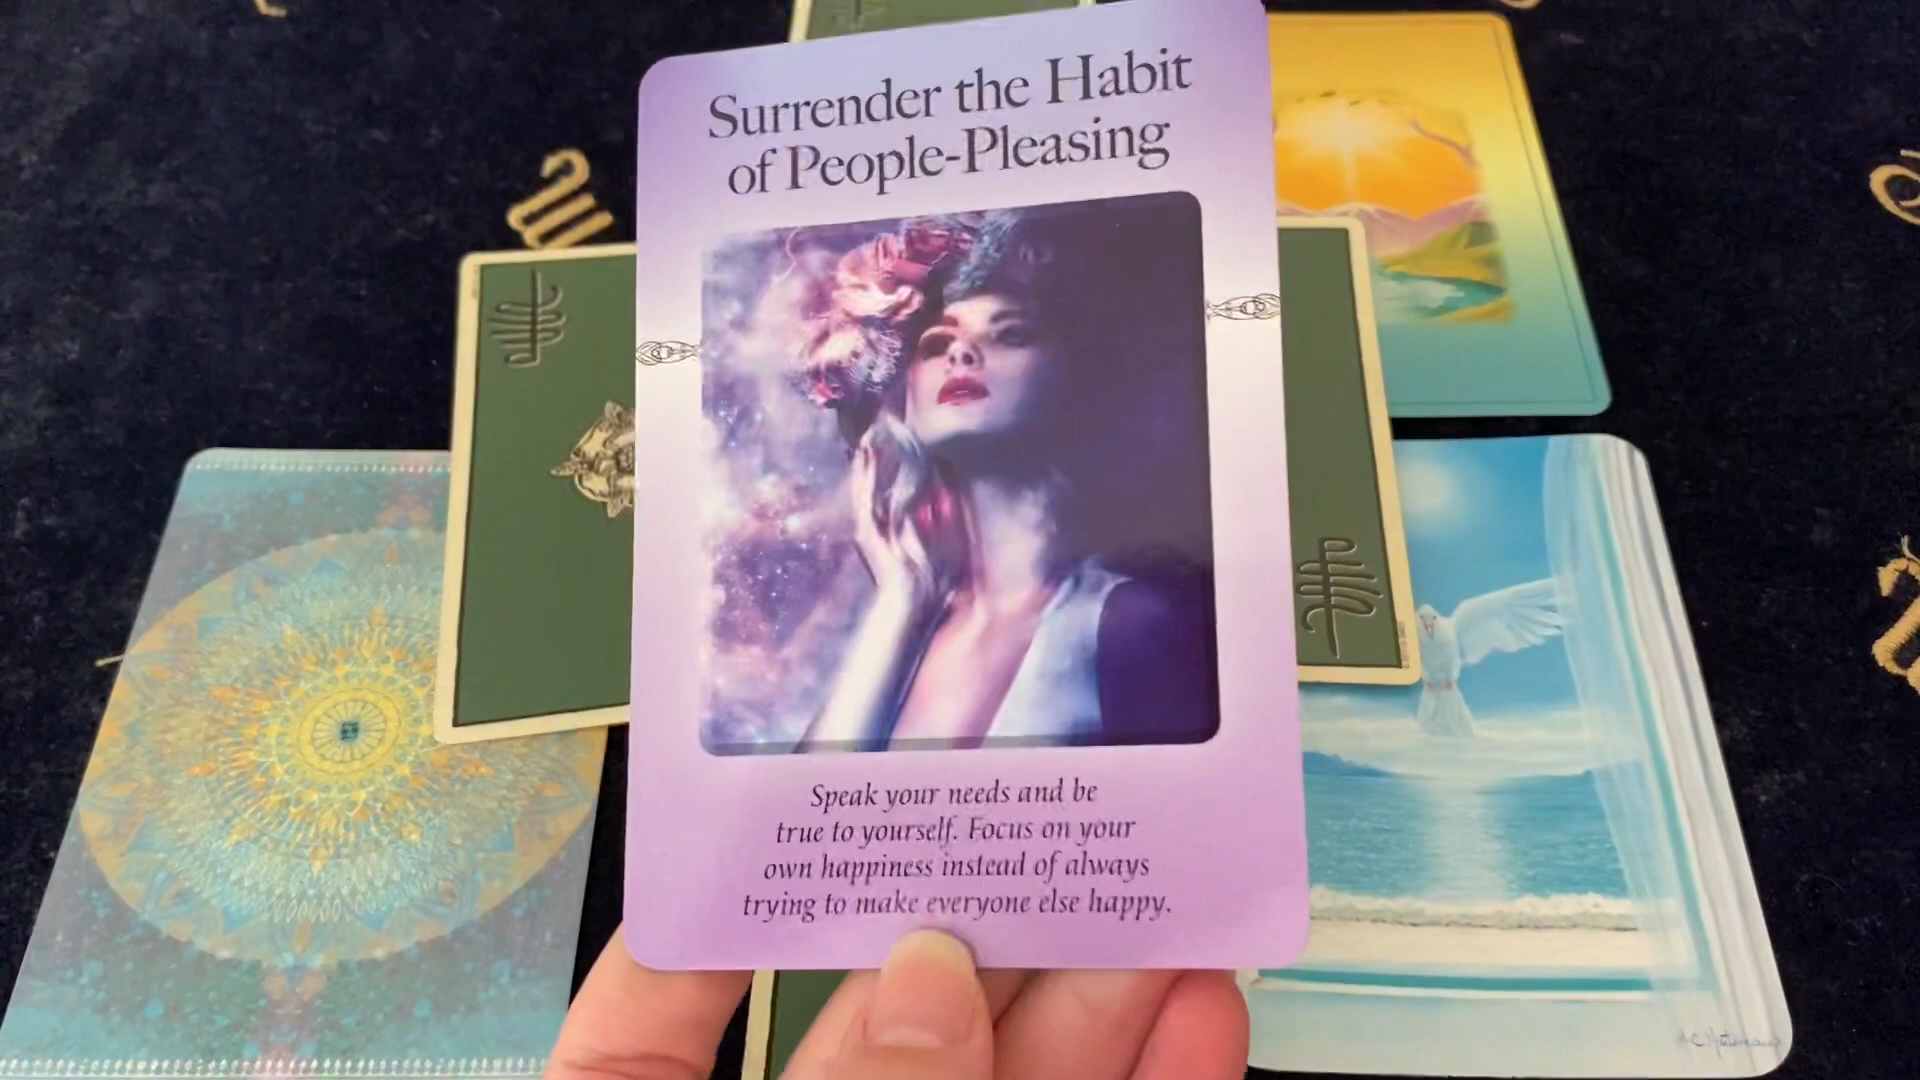 Surrender the Habit
of People-Pleasing
Speak your needs and be
true to yourself. Focus on your
own happiness instead of always
trying to make everyone else happy.